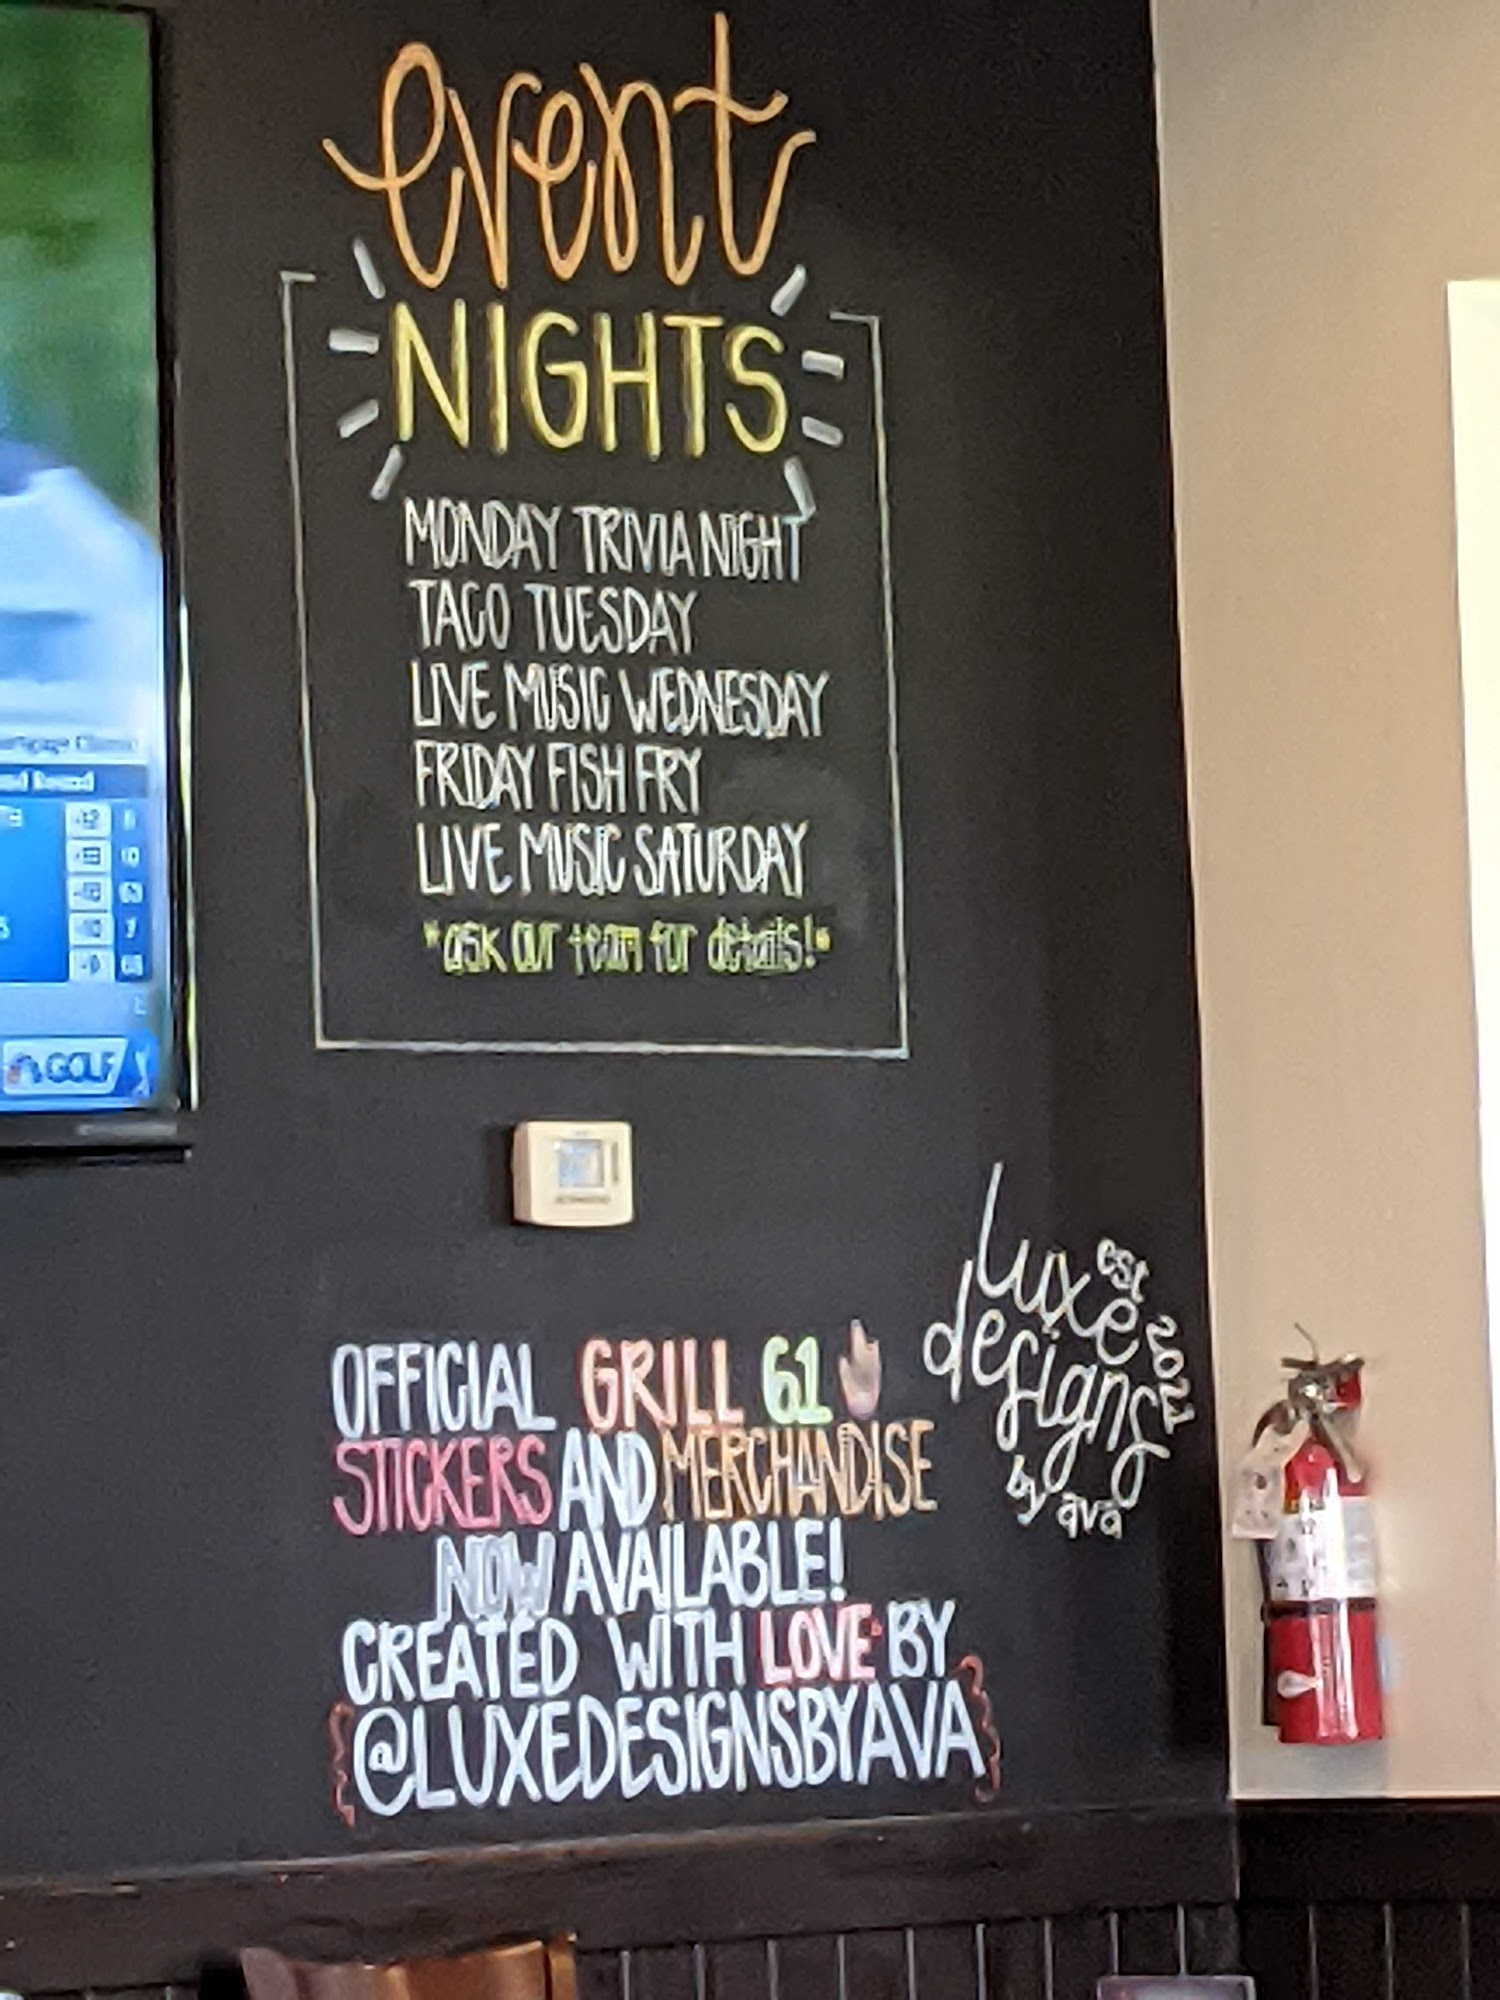 event
NIGHTS
MONDAY TRIVIA NIGHT
TACO TUESDAY
LIVE MUSIC WEDNESDAY
FRIDAY FISH FRY
LIVE MUSIC SATURDAY
*ask our team for details!*
GOLF
luxe
designs
by ava
est 2021
OFFICIAL GRILL 61
STICKERS AND MERCHANDISE
NOW AVAILABLE!
CREATED WITH LOVE BY
@LUXEDESIGNSBYAVA